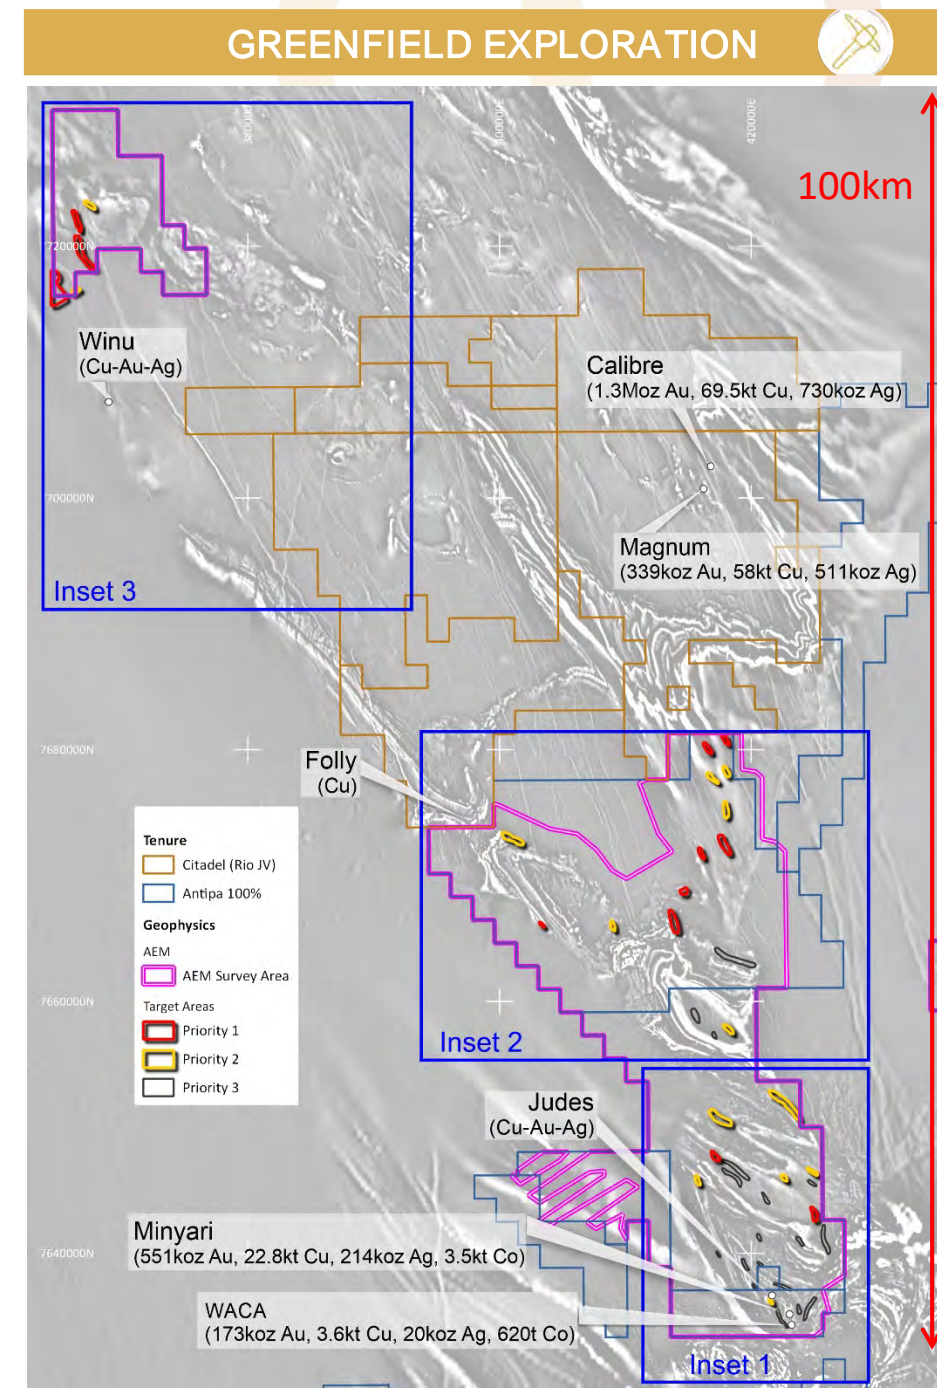 GREENFIELD EXPLORATION
100km
420000E
720000N
Winu
(Cu-Au-Ag)
Calibre
(1.3Moz Au, 69.5kt Cu, 730koz Ag)
700000N
Magnum
(339koz Au, 58kt Cu, 511koz Ag)
Inset 3
7680000N
Folly
(Cu)
Tenure
Citadel (Rio JV)
Antipa 100%
Geophysics
AEM
AEM Survey Area
Target Areas
Priority 1
Priority 2
Priority 3
7660000N
Inset 2
Judes
(Cu-Au-Ag)
Minyari
(551koz Au, 22.8kt Cu, 214koz Ag, 3.5kt Co)
7640000N
WACA
(173koz Au, 3.6kt Cu, 20koz Ag, 620t Co)
Inset 1